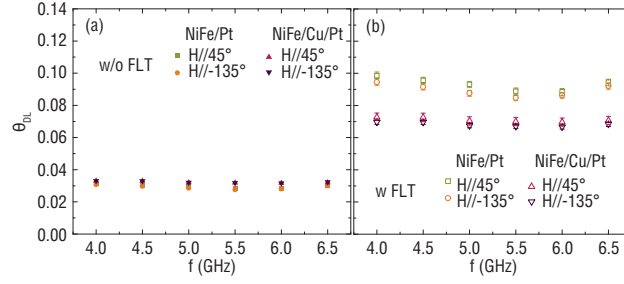 (a)
NiFe/Pt NiFe/Cu/Pt
w/o FLT H//45° H//45°
H//-135° H//-135°
θDL
0.14
0.12
0.10
0.08
0.06
0.04
0.02
0.00
4.0 4.5 5.0 5.5 6.0 6.5
f (GHz)
(b)
NiFe/Pt NiFe/Cu/Pt
w FLT H//45° H//45°
H//-135° H//-135°
4.0 4.5 5.0 5.5 6.0 6.5
f (GHz)